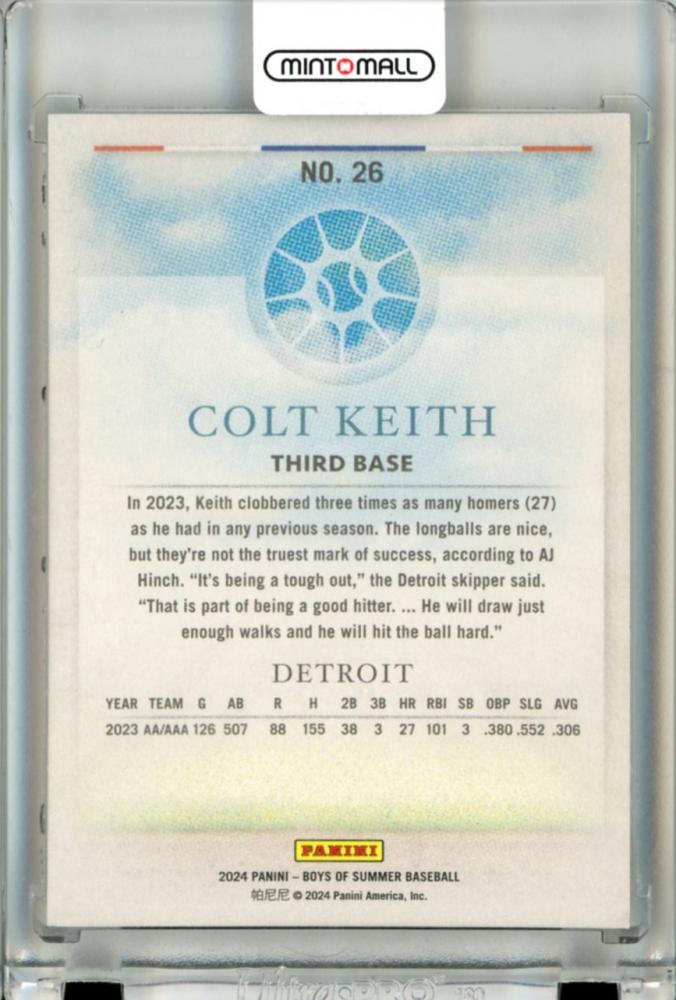 MINTMALL
NO. 26
COLT KEITH
THIRD BASE
In 2023, Keith clobbered three times as many homers (27)
as he had in any previous season. The longballs are nice,
but they're not the truest mark of success, according to AJ
Hinch. “It's being a tough out,” the Detroit skipper said.
“That is part of being a good hitter. ... He will draw just
enough walks and he will hit the ball hard.”
DETROIT
YEAR TEAM G AB R H 2B 3B HR RBI SB OBP SLG AVG
2023 AA/AAA 126 507 88 155 38 3 27 101 3 .380 .552 .306
PANINI
2024 PANINI – BOYS OF SUMMER BASEBALL
帕尼尼 © 2024 Panini America, Inc.
Ultra PRO